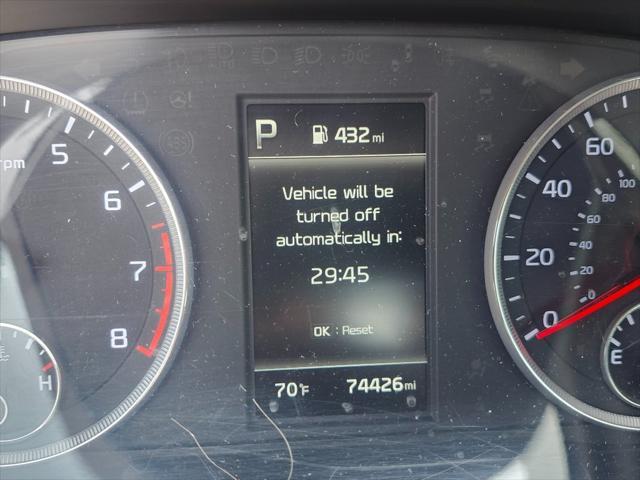 P 432 mi
Vehicle will be
turned off
automatically in:
29:45
OK : Reset
70°F 74426 mi
rpm
5
6
7
8
H
60
40
20
0
100
80
60
40
20
0
E